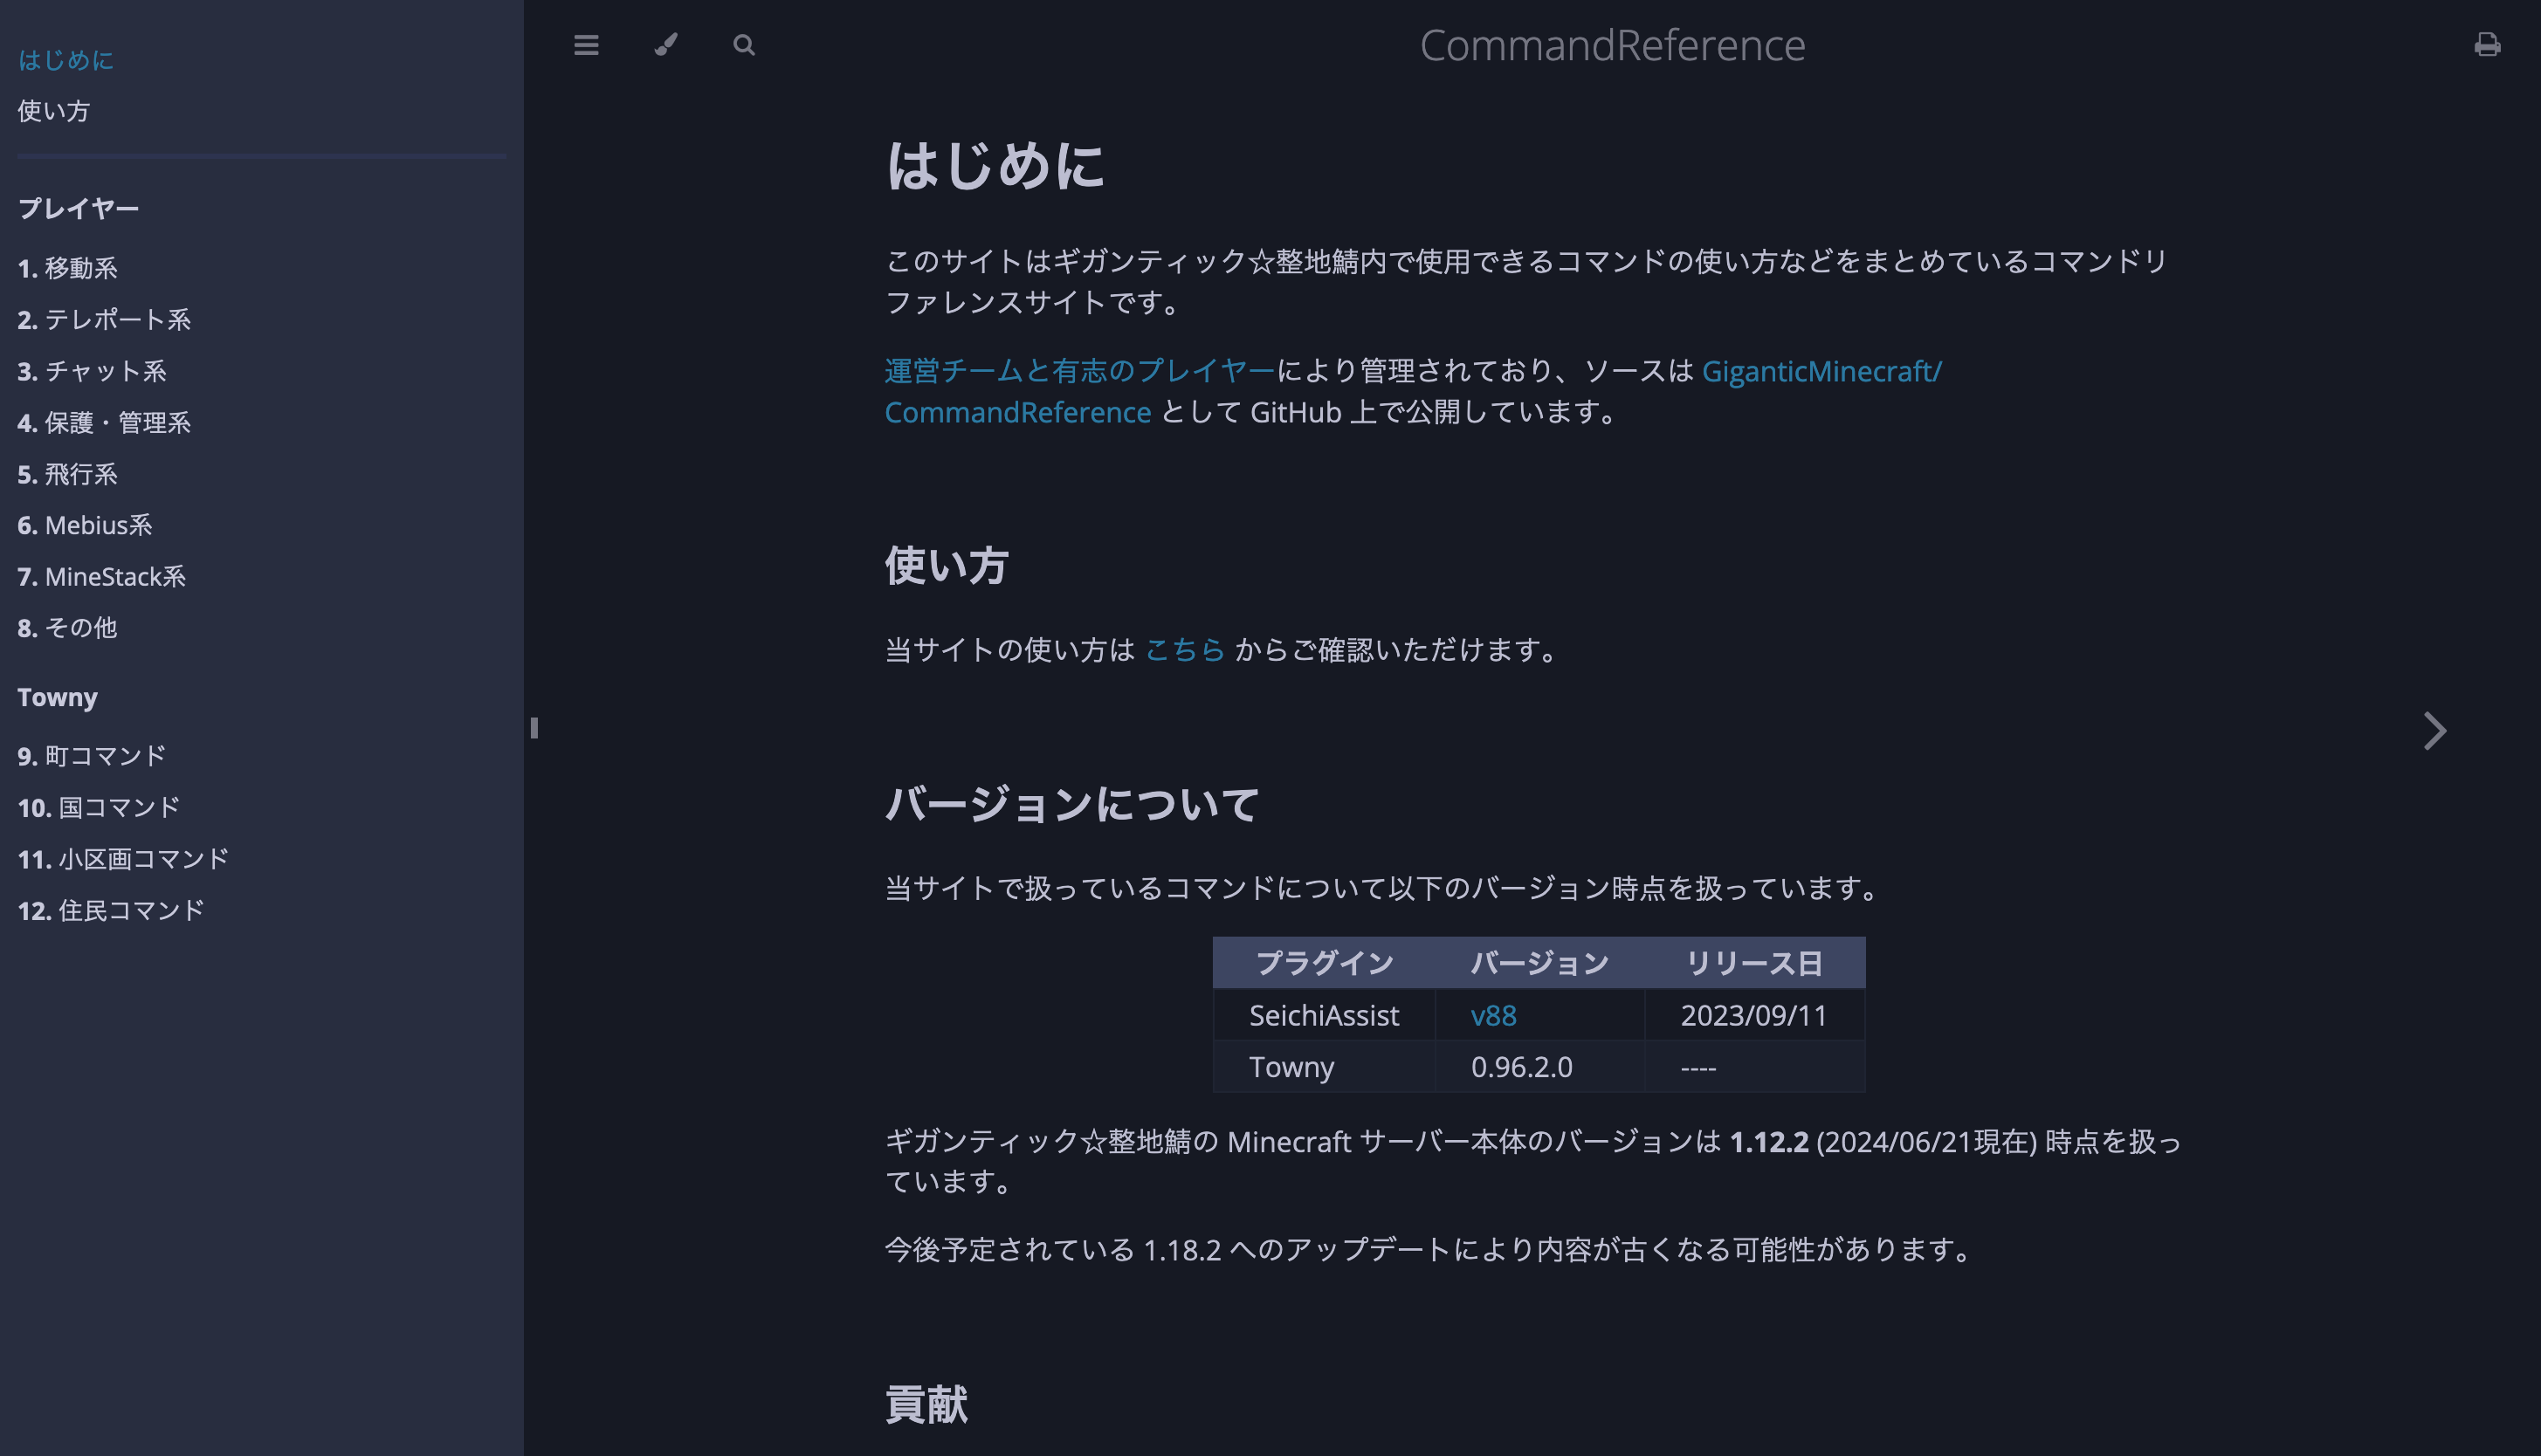 はじめに
使い方
プレイヤー
1. 移動系
2. テレポート系
3. チャット系
4. 保護・管理系
5. 飛行系
6. Mebius系
7. MineStack系
8. その他
Towny
9. 町コマンド
10. 国コマンド
11. 小区画コマンド
12. 住民コマンド
CommandReference
はじめに
このサイトはギガンティック☆整地鯖内で使用できるコマンドの使い方などをまとめているコマンドリ
ファレンスサイトです。
運営チームと有志のプレイヤーにより管理されており、ソースは GiganticMinecraft/
CommandReference として GitHub 上で公開しています。
使い方
当サイトの使い方は こちら からご確認いただけます。
バージョンについて
当サイトで扱っているコマンドについて以下のバージョン時点を扱っています。
プラグイン バージョン リリース日
SeichiAssist v88 2023/09/11
Towny 0.96.2.0 ----
ギガンティック☆整地鯖の Minecraft サーバー本体のバージョンは 1.12.2 (2024/06/21現在) 時点を扱っ
ています。
今後予定されている 1.18.2 へのアップデートにより内容が古くなる可能性があります。
貢献